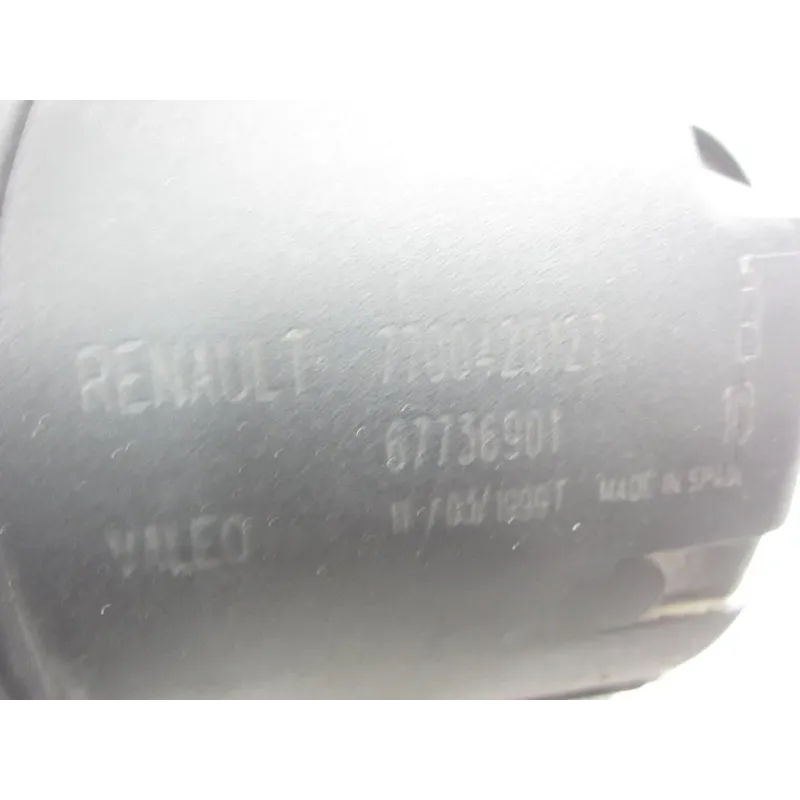 RENAULT 7700420127
67736901
VALEO MADE IN SPAIN